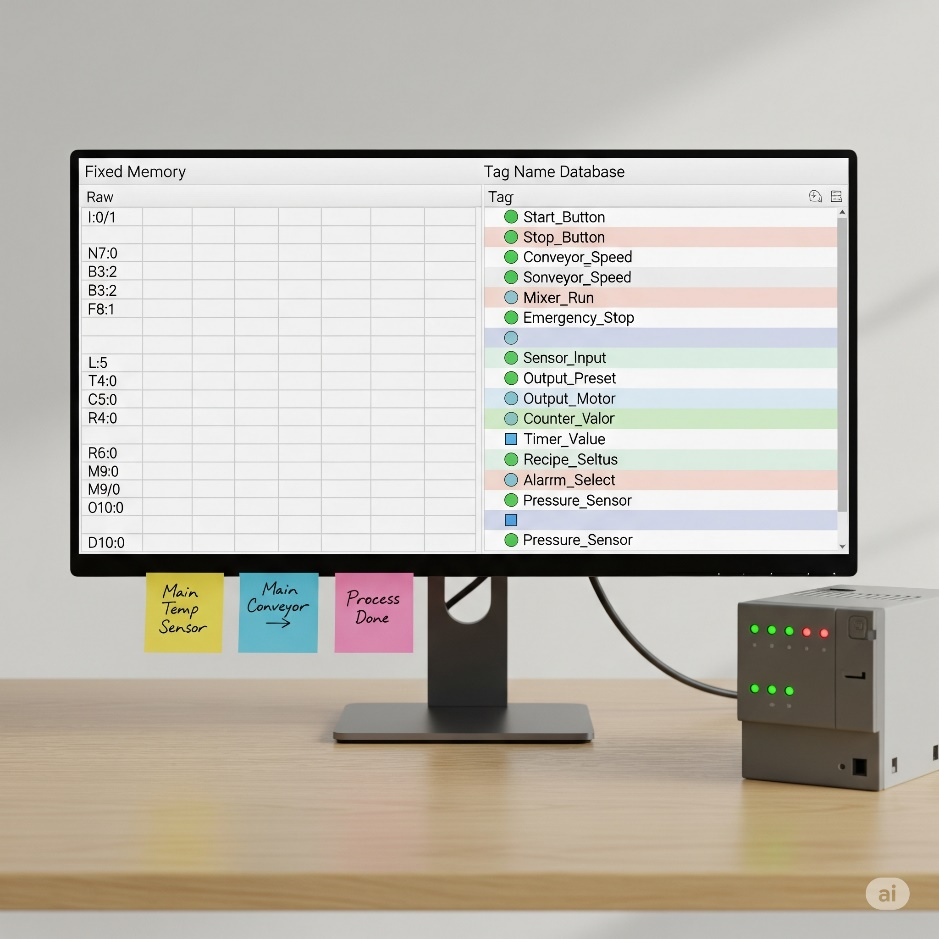 Fixed Memory
Raw
I:0/1
N7:0
B3:2
B3:2
F8:1
L:5
T4:0
C5:0
R4:0
R6:0
M9:0
M9/0
O10:0
D10:0
Tag Name Database
Tag
Start_Button
Stop_Button
Conveyor_Speed
Sonveyor_Speed
Mixer_Run
Emergency_Stop
Sensor_Input
Output_Preset
Output_Motor
Counter_Valor
Timer_Value
Recipe_Seltus
Alarrm_Select
Pressure_Sensor
Pressure_Sensor
Main
Temp
Sensor
Main
Conveyor
→
Process
Done
ai